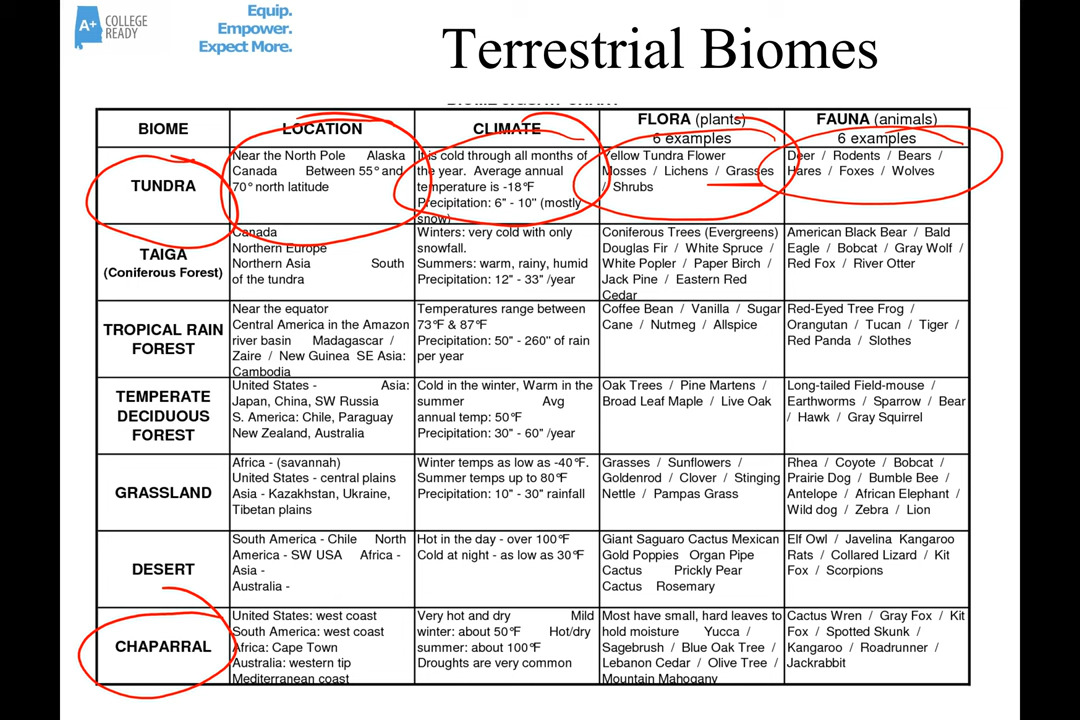 A+ COLLEGE READY
Equip.
Empower.
Expect More.
Terrestrial Biomes
BIOME
LOCATION
CLIMATE
FLORA (plants)
6 examples
FAUNA (animals)
6 examples
TUNDRA
Near the North Pole Alaska
Canada Between 55° and
70° north latitude
It is cold through all months of
the year. Average annual
temperature is -18°F
Precipitation: 6" - 10" (mostly
snow)
Yellow Tundra Flower
Mosses / Lichens / Grasses
/ Shrubs
Deer / Rodents / Bears /
Hares / Foxes / Wolves
TAIGA
(Coniferous Forest)
Canada
Northern Europe
Northern Asia South
of the tundra
Winters: very cold with only
snowfall.
Summers: warm, rainy, humid
Precipitation: 12" - 33" /year
Coniferous Trees (Evergreens)
Douglas Fir / White Spruce /
White Popler / Paper Birch /
Jack Pine / Eastern Red
Cedar
American Black Bear / Bald
Eagle / Bobcat / Gray Wolf /
Red Fox / River Otter
TROPICAL RAIN
FOREST
Near the equator
Central America in the Amazon
river basin Madagascar /
Zaire / New Guinea SE Asia:
Cambodia
Temperatures range between
73°F & 87°F
Precipitation: 50" - 260" of rain
per year
Coffee Bean / Vanilla / Sugar
Cane / Nutmeg / Allspice
Red-Eyed Tree Frog /
Orangutan / Tucan / Tiger /
Red Panda / Slothes
TEMPERATE
DECIDUOUS
FOREST
United States - Asia:
Japan, China, SW Russia
S. America: Chile, Paraguay
New Zealand, Australia
Cold in the winter, Warm in the
summer Avg
annual temp: 50°F
Precipitation: 30" - 60" /year
Oak Trees / Pine Martens /
Broad Leaf Maple / Live Oak
Long-tailed Field-mouse /
Earthworms / Sparrow / Bear
/ Hawk / Gray Squirrel
GRASSLAND
Africa - (savannah)
United States - central plains
Asia - Kazakhstan, Ukraine,
Tibetan plains
Winter temps as low as -40°F.
Summer temps up to 80°F
Precipitation: 10" - 30" rainfall
Grasses / Sunflowers /
Goldenrod / Clover / Stinging
Nettle / Pampas Grass
Rhea / Coyote / Bobcat /
Prairie Dog / Bumble Bee /
Antelope / African Elephant /
Wild dog / Zebra / Lion
DESERT
South America - Chile North
America - SW USA Africa -
Asia -
Australia -
Hot in the day - over 100°F
Cold at night - as low as 30°F
Giant Saguaro Cactus Mexican
Gold Poppies Organ Pipe
Cactus Prickly Pear
Cactus Rosemary
Elf Owl / Javelina Kangaroo
Rats / Collared Lizard / Kit
Fox / Scorpions
CHAPARRAL
United States: west coast
South America: west coast
Africa: Cape Town
Australia: western tip
Mediterranean coast
Very hot and dry Mild
winter: about 50°F Hot/dry
summer: about 100°F
Droughts are very common
Most have small, hard leaves to
hold moisture Yucca /
Sagebrush / Blue Oak Tree /
Lebanon Cedar / Olive Tree /
Mountain Mahogany
Cactus Wren / Gray Fox / Kit
Fox / Spotted Skunk /
Kangaroo / Roadrunner /
Jackrabbit